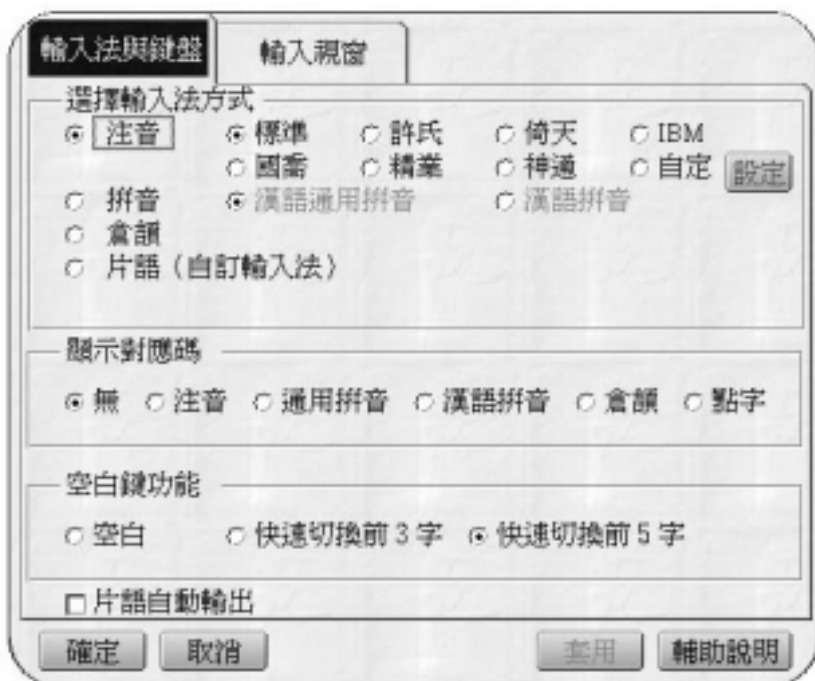 輸入法與鍵盤 輸入視窗
選擇輸入法方式
注音 標準 許氏 倚天 IBM
國喬 精業 神通 自定 設定
拼音 漢語通用拼音 漢語拼音
倉頡
片語（自訂輸入法）
顯示對應碼
無 注音 通用拼音 漢語拼音 倉頡 點字
空白鍵功能
空白 快速切換前 3 字 快速切換前 5 字
片語自動輸出
確定 取消 套用 輔助說明